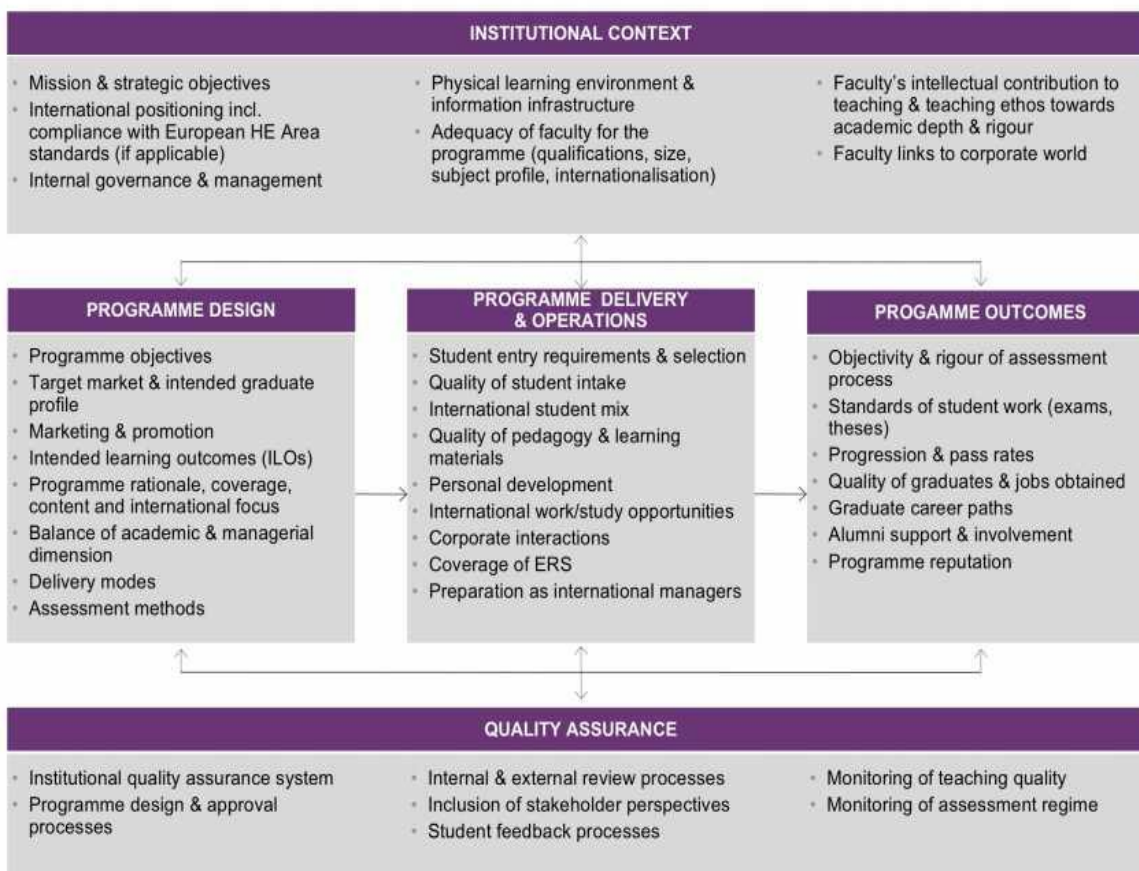 INSTITUTIONAL CONTEXT
• Mission & strategic objectives
• International positioning incl.
compliance with European HE Area
standards (if applicable)
• Internal governance & management
• Physical learning environment &
information infrastructure
• Adequacy of faculty for the
programme (qualifications, size,
subject profile, internationalisation)
• Faculty's intellectual contribution to
teaching & teaching ethos towards
academic depth & rigour
• Faculty links to corporate world
PROGRAMME DESIGN
• Programme objectives
• Target market & intended graduate
profile
• Marketing & promotion
• Intended learning outcomes (ILOs)
• Programme rationale, coverage,
content and international focus
• Balance of academic & managerial
dimension
• Delivery modes
• Assessment methods
PROGRAMME DELIVERY
& OPERATIONS
• Student entry requirements & selection
• Quality of student intake
• International student mix
• Quality of pedagogy & learning
materials
• Personal development
• International work/study opportunities
• Corporate interactions
• Coverage of ERS
• Preparation as international managers
PROGAMME OUTCOMES
• Objectivity & rigour of assessment
process
• Standards of student work (exams,
theses)
• Progression & pass rates
• Quality of graduates & jobs obtained
• Graduate career paths
• Alumni support & involvement
• Programme reputation
QUALITY ASSURANCE
• Institutional quality assurance system
• Programme design & approval
processes
• Internal & external review processes
• Inclusion of stakeholder perspectives
• Student feedback processes
• Monitoring of teaching quality
• Monitoring of assessment regime